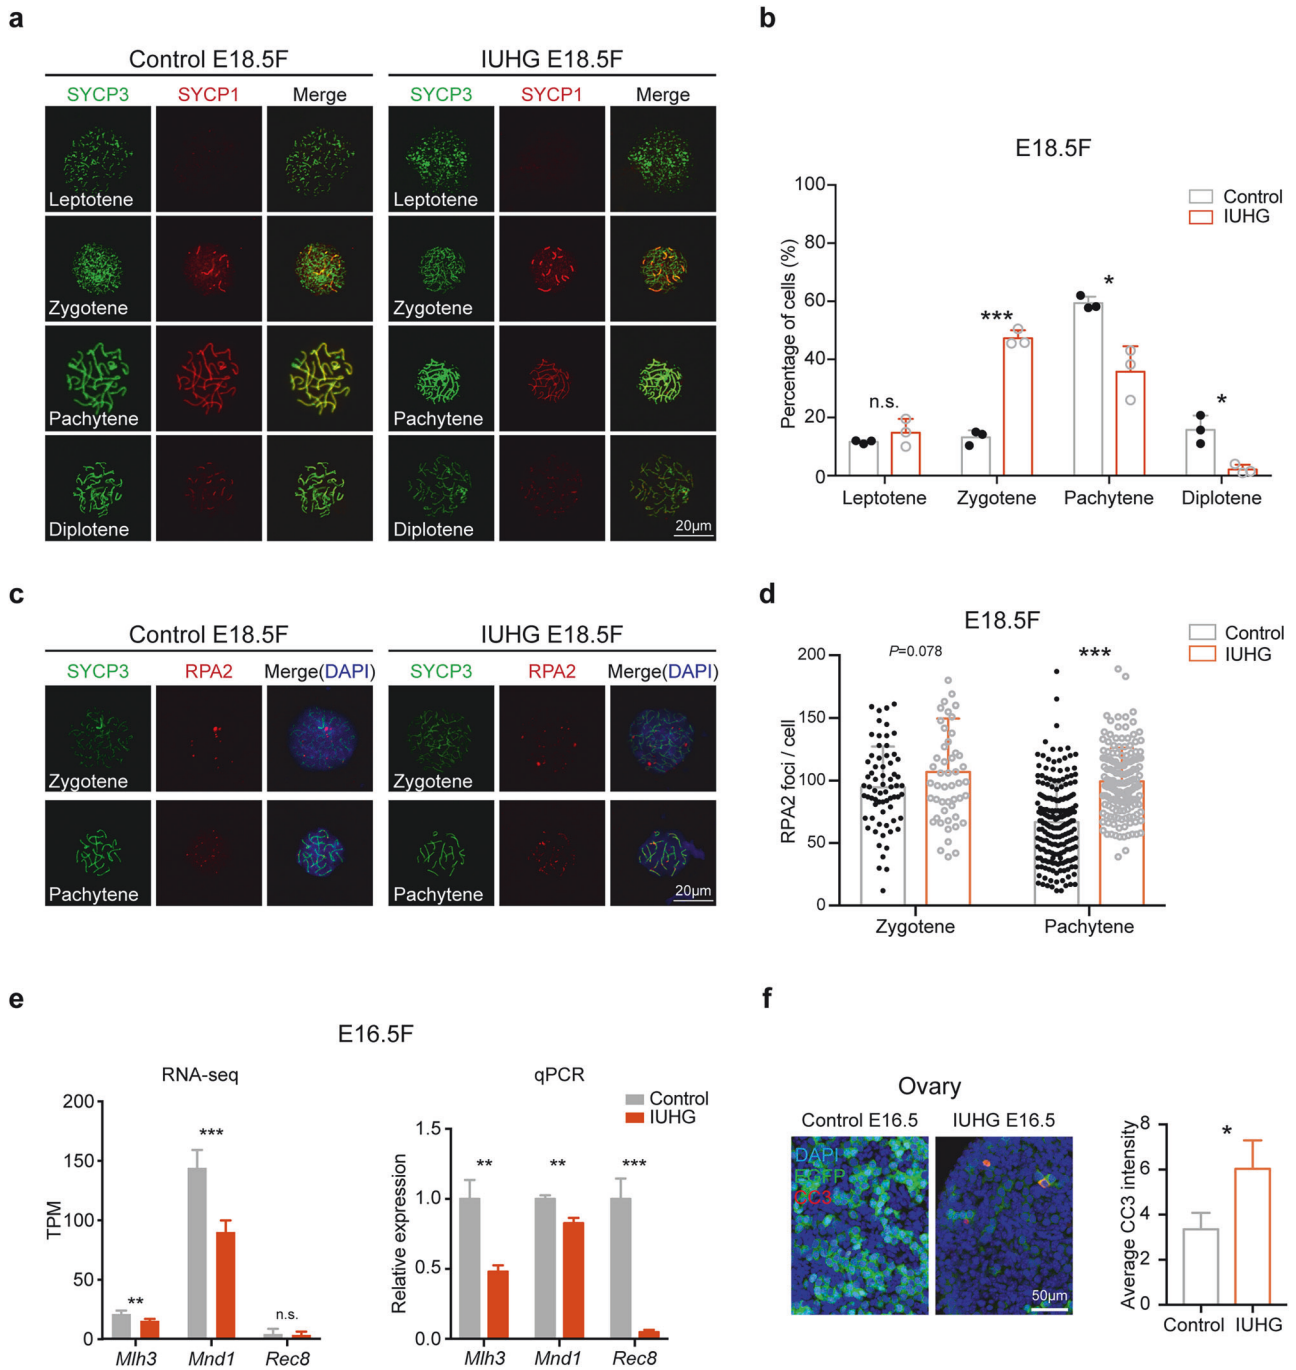 a
Control E18.5F
IUHG E18.5F
SYCP3 SYCP1 Merge
SYCP3 SYCP1 Merge
Leptotene
Leptotene
Zygotene
Zygotene
Pachytene
Pachytene
Diplotene
Diplotene
20μm
b
E18.5F
Control
IUHG
Percentage of cells (%)
100
80
60
40
20
0
n.s.
***
*
*
Leptotene Zygotene Pachytene Diplotene
c
Control E18.5F
IUHG E18.5F
SYCP3 RPA2 Merge(DAPI)
SYCP3 RPA2 Merge(DAPI)
Zygotene
Zygotene
Pachytene
Pachytene
20μm
d
E18.5F
Control
IUHG
RPA2 foci / cell
200
150
100
50
0
P=0.078
***
Zygotene Pachytene
e
E16.5F
RNA-seq
TPM
200
150
100
50
0
**
***
n.s.
Mlh3 Mnd1 Rec8
qPCR
Control
IUHG
Relative expression
1.5
1.0
0.5
0.0
** ** ***
Mlh3 Mnd1 Rec8
f
Ovary
Control E16.5 IUHG E16.5
DAPI
EGFP
CC3
50μm
Average CC3 intensity
8
6
4
2
0
*
Control IUHG